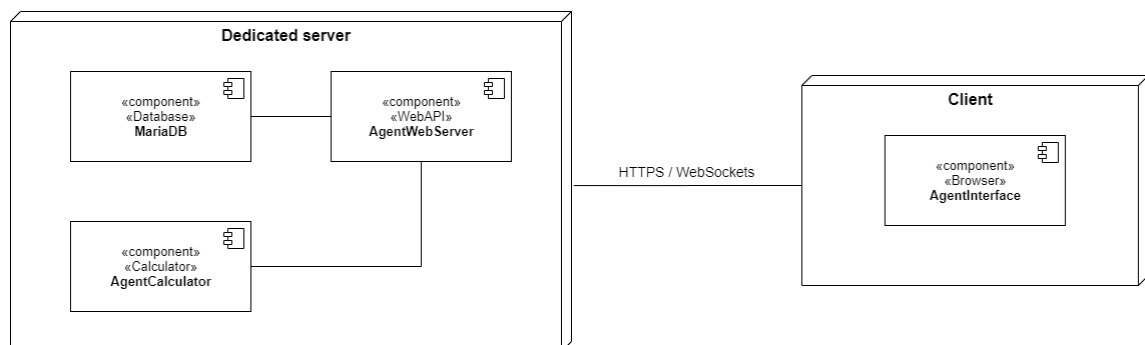 Dedicated server
«component»
«Database»
MariaDB
«component»
«WebAPI»
AgentWebServer
«component»
«Calculator»
AgentCalculator
HTTPS / WebSockets
Client
«component»
«Browser»
AgentInterface